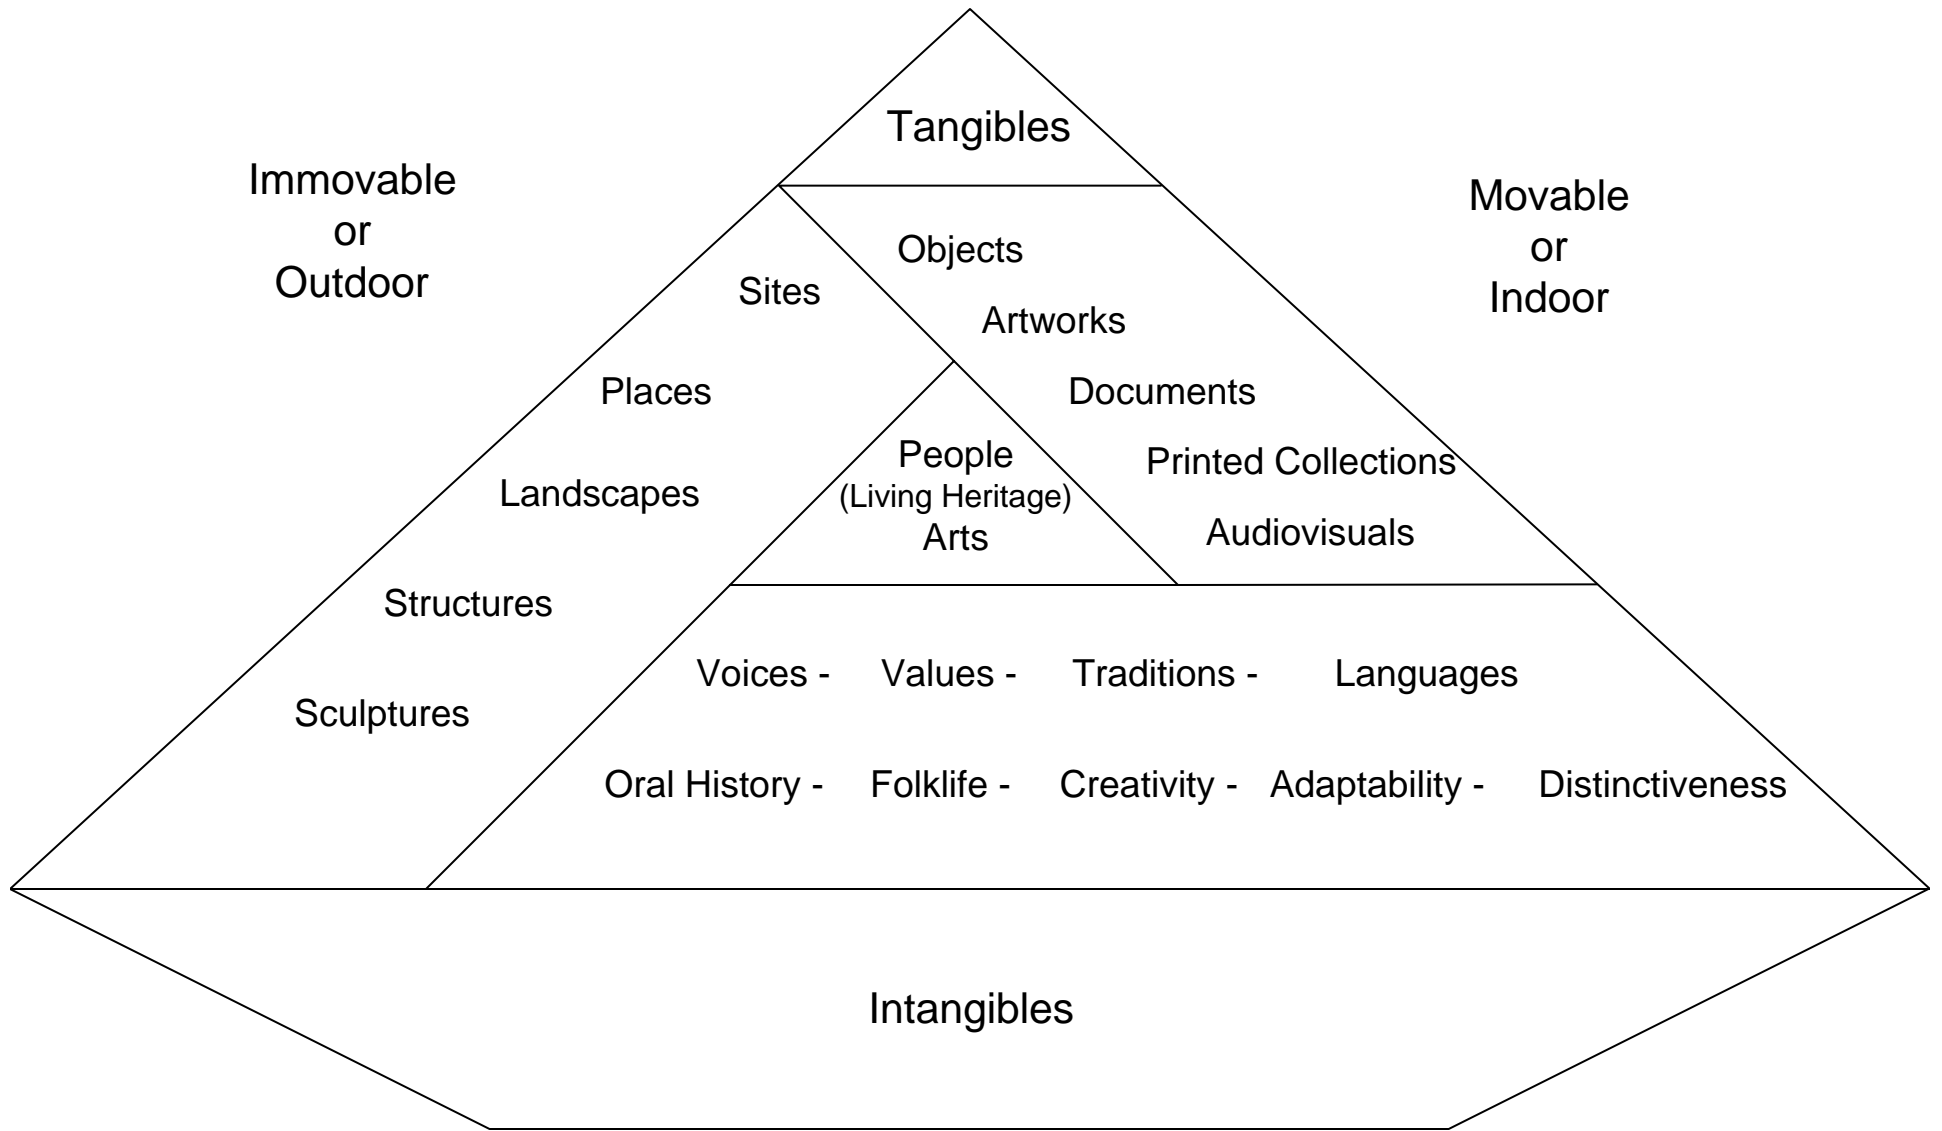 Tangibles
Immovable
or
Outdoor
Movable
or
Indoor
Sites
Places
Landscapes
Structures
Sculptures
Objects
Artworks
Documents
Printed Collections
Audiovisuals
People
(Living Heritage)
Arts
Voices - Values - Traditions - Languages
Oral History - Folklife - Creativity - Adaptability - Distinctiveness
Intangibles